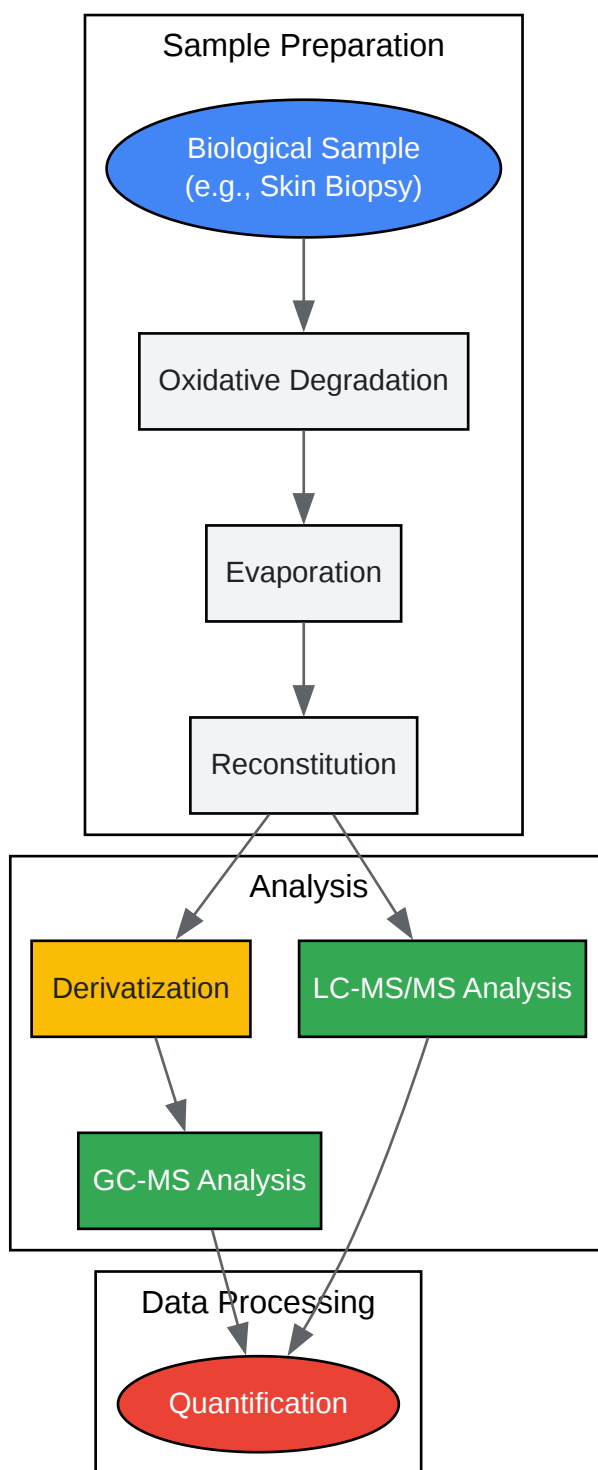 Sample Preparation
Biological Sample
(e.g., Skin Biopsy)
Oxidative Degradation
Evaporation
Reconstitution
Analysis
Derivatization
LC-MS/MS Analysis
GC-MS Analysis
Data Processing
Quantification